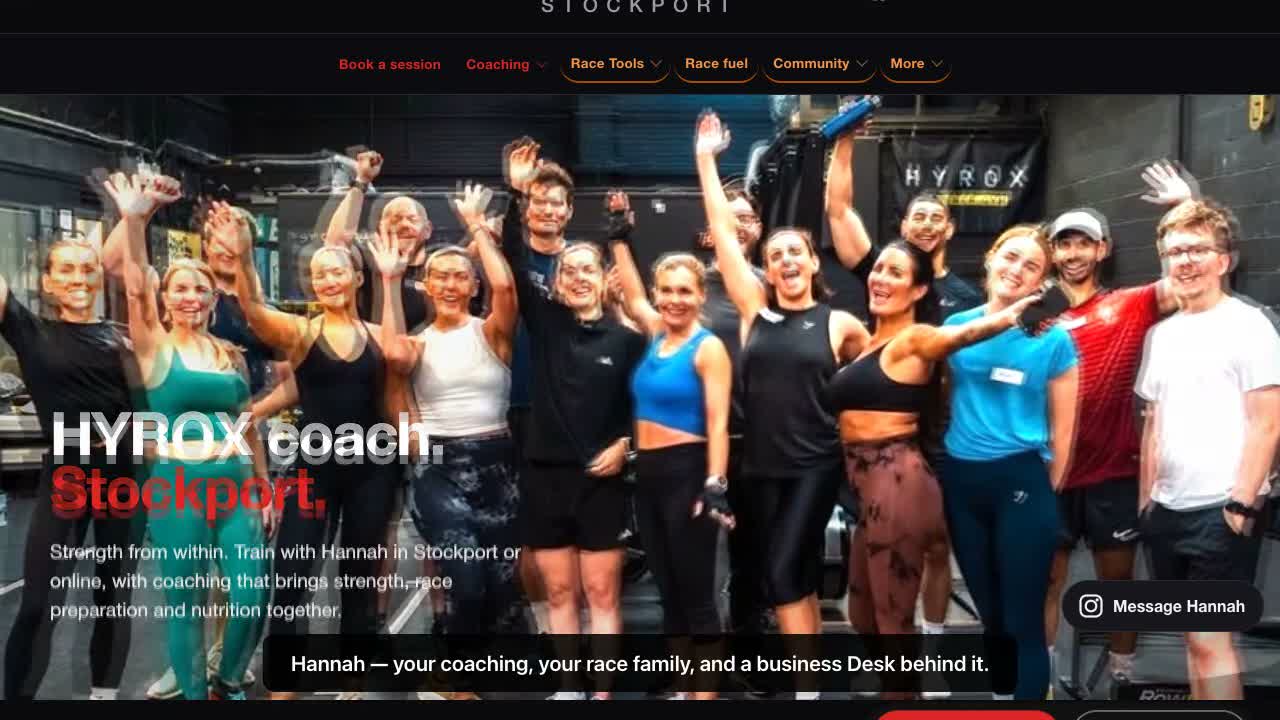 STOCKPORT
Book a session Coaching Race Tools Race fuel Community More
HYROX
HYROX coach.
Stockport.
Strength from within. Train with Hannah in Stockport or
online, with coaching that brings strength, race
preparation and nutrition together.
Message Hannah
Hannah — your coaching, your race family, and a business Desk behind it.